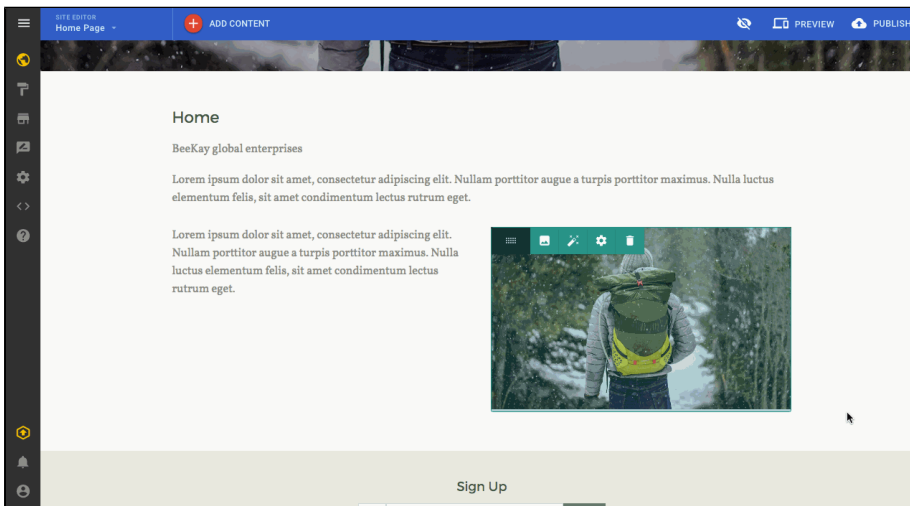 SITE EDITOR
Home Page
ADD CONTENT
PREVIEW
PUBLISH
Home
BeeKay global enterprises
Lorem ipsum dolor sit amet, consectetur adipiscing elit. Nullam porttitor augue a turpis porttitor maximus. Nulla luctus
elementum felis, sit amet condimentum lectus rutrum eget.
Lorem ipsum dolor sit amet, consectetur adipiscing elit.
Nullam porttitor augue a turpis porttitor maximus. Nulla
luctus elementum felis, sit amet condimentum lectus
rutrum eget.
Sign Up